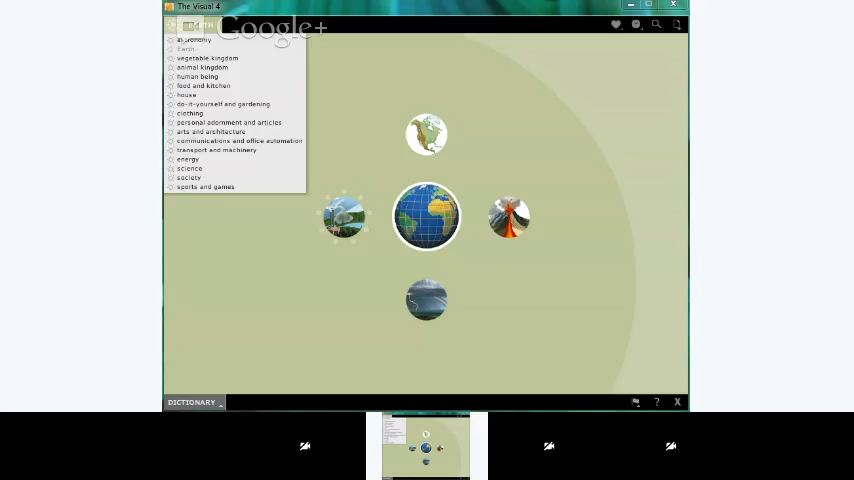 The Visual 4
EARTH
Google+
astronomy
Earth
vegetable kingdom
animal kingdom
human being
food and kitchen
house
do-it-yourself and gardening
clothing
personal adornment and articles
arts and architecture
communications and office automation
transport and machinery
energy
science
society
sports and games
DICTIONARY
? X